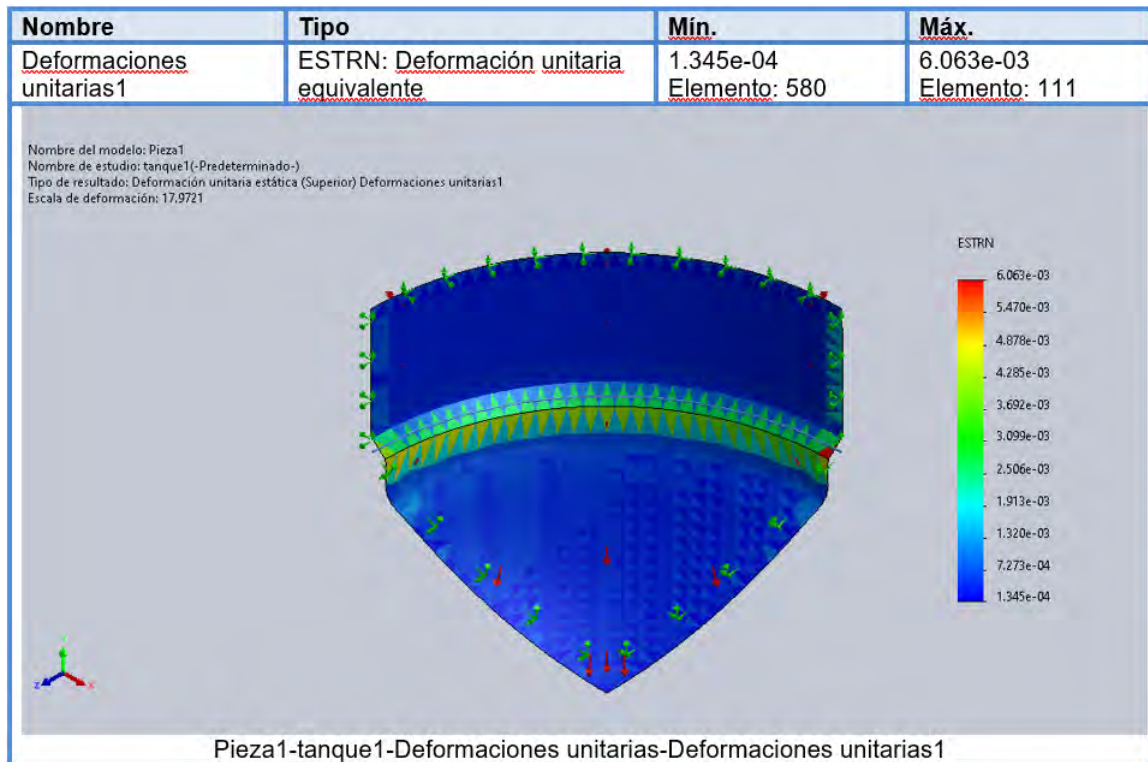 Nombre Tipo Mín. Máx.
Deformaciones unitarias1 ESTRN: Deformación unitaria equivalente 1.345e-04 Elemento: 580 6.063e-03 Elemento: 111
Nombre del modelo: Pieza1
Nombre de estudio: tanque1(-Predeterminado-)
Tipo de resultado: Deformación unitaria estática (Superior) Deformaciones unitarias1
Escala de deformación: 17.9721
ESTRN
6.063e-03
5.470e-03
4.878e-03
4.285e-03
3.692e-03
3.099e-03
2.506e-03
1.913e-03
1.320e-03
7.273e-04
1.345e-04
Y
Z X
Pieza1-tanque1-Deformaciones unitarias-Deformaciones unitarias1